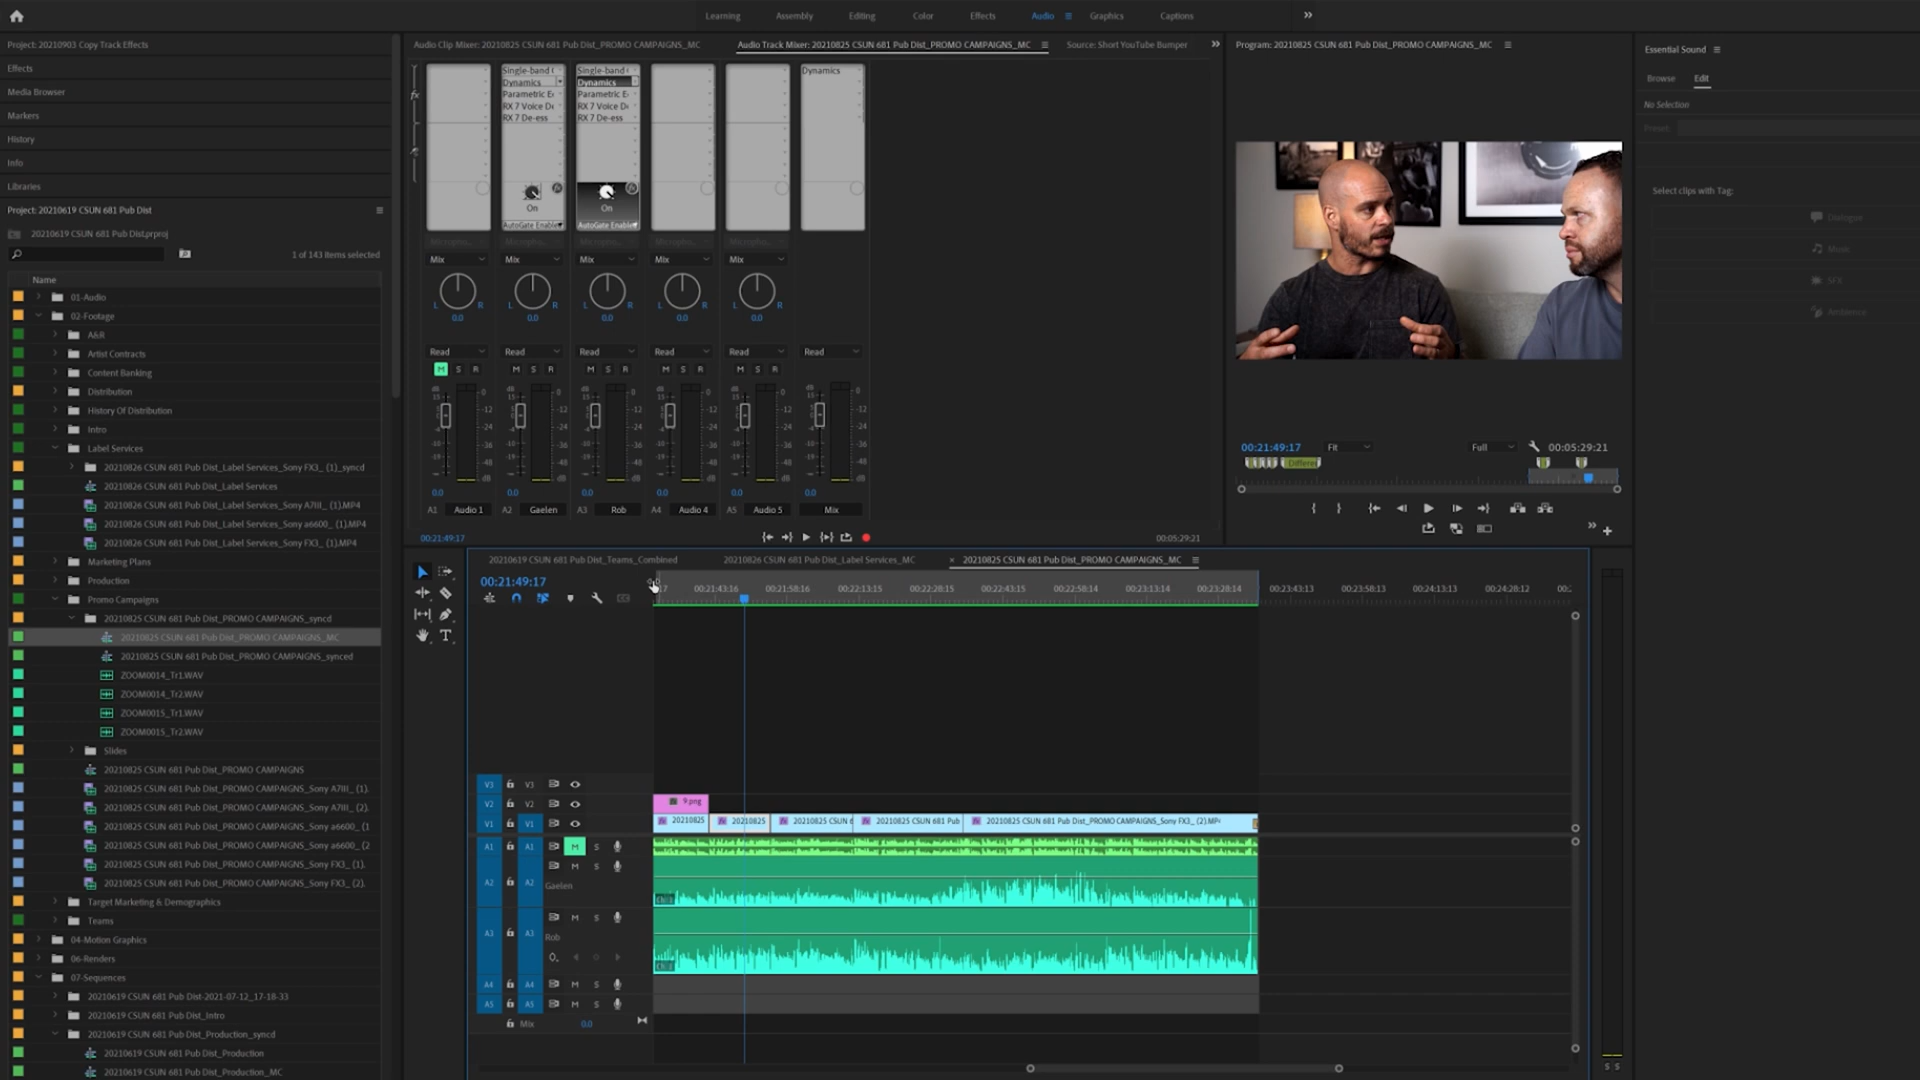 Learning Assembly Editing Color Effects Audio Graphics Captions
Project: 20210903 Copy Track Effects
Effects
Media Browser
Markers
History
Info
Libraries
Project: 20210619 CSUN 681 Pub Dist
20210619 CSUN 681 Pub Dist.prproj
1 of 143 items selected
Name
01-Audio
02-Footage
A&R
Artist Contracts
Content Banking
Distribution
History Of Distribution
Intro
Label Services
20210826 CSUN 681 Pub Dist_Label Services_Sony FX3_ (1)_syncd
20210826 CSUN 681 Pub Dist_Label Services
20210826 CSUN 681 Pub Dist_Label Services_Sony A7III_ (1).MP4
20210826 CSUN 681 Pub Dist_Label Services_Sony a6600_ (1).MP4
20210826 CSUN 681 Pub Dist_Label Services_Sony FX3_ (1).MP4
Marketing Plans
Production
Promo Campaigns
20210825 CSUN 681 Pub Dist_PROMO CAMPAIGNS_syncd
20210825 CSUN 681 Pub Dist_PROMO CAMPAIGNS_MC
20210825 CSUN 681 Pub Dist_PROMO CAMPAIGNS_synced
ZOOM0014_Tr1.WAV
ZOOM0014_Tr2.WAV
ZOOM0015_Tr1.WAV
ZOOM0015_Tr2.WAV
Slides
20210825 CSUN 681 Pub Dist_PROMO CAMPAIGNS
20210825 CSUN 681 Pub Dist_PROMO CAMPAIGNS_Sony A7III_ (1).
20210825 CSUN 681 Pub Dist_PROMO CAMPAIGNS_Sony A7III_ (2).
20210825 CSUN 681 Pub Dist_PROMO CAMPAIGNS_Sony a6600_ (1
20210825 CSUN 681 Pub Dist_PROMO CAMPAIGNS_Sony a6600_ (2
20210825 CSUN 681 Pub Dist_PROMO CAMPAIGNS_Sony FX3_ (1).
20210825 CSUN 681 Pub Dist_PROMO CAMPAIGNS_Sony FX3_ (2).
Target Marketing & Demographics
Teams
04-Motion Graphics
06-Renders
07-Sequences
20210619 CSUN 681 Pub Dist-2021-07-12_17-18-33
20210619 CSUN 681 Pub Dist_Intro
20210619 CSUN 681 Pub Dist_Production_syncd
20210619 CSUN 681 Pub Dist_Production
20210619 CSUN 681 Pub Dist_Production_MC
Audio Clip Mixer: 20210825 CSUN 681 Pub Dist_PROMO CAMPAIGNS_MC
Audio Track Mixer: 20210825 CSUN 681 Pub Dist_PROMO CAMPAIGNS_MC
Source: Short YouTube Bumper
Single-band Single-band Dynamics
Dynamics Dynamics
Parametric E Parametric E
RX 7 Voice De RX 7 Voice De
RX 7 De-ess RX 7 De-ess
On On
AutoGate Enable AutoGate Enable
Mix Mix Mix Mix Mix
L R L R L R L R L R
0.0 0.0 0.0 0.0 0.0
Read Read Read Read Read Read
M S R M S R M S R M S R M S R
0.0 0.0 0.0 0.0 0.0 0.0
A1 Audio 1 A2 Gaelen A3 Rob A4 Audio 4 A5 Audio 5 Mix
00:21:49:17 00:05:29:21
Program: 20210825 CSUN 681 Pub Dist_PROMO CAMPAIGNS_MC
00:21:49:17 Fit Full 00:05:29:21
Differen
Essential Sound
Browse Edit
No Selection
Preset:
Select clips with Tag:
Dialogue
Music
SFX
Ambience
20210619 CSUN 681 Pub Dist_Teams_Combined
20210826 CSUN 681 Pub Dist_Label Services_MC
20210825 CSUN 681 Pub Dist_PROMO CAMPAIGNS_MC
00:21:49:17
00:21:43:16 00:21:58:16 00:22:13:15 00:22:28:15 00:22:43:15 00:22:58:14 00:23:13:14 00:23:28:14 00:23:43:13 00:23:58:13 00:24:13:13 00:24:28:12
V3 V3
V2 V2 9.png
V1 V1 20210825 20210825 20210825 CSUN 6 20210825 CSUN 681 Pub 20210825 CSUN 681 Pub Dist_PROMO CAMPAIGNS_Sony FX3_ (2).MP4
A1 A1 M S
A2 A2 M S
Gaelen
A3 A3 M S
Rob
A4 A4 M S
A5 A5 M S
Mix 0.0
S S